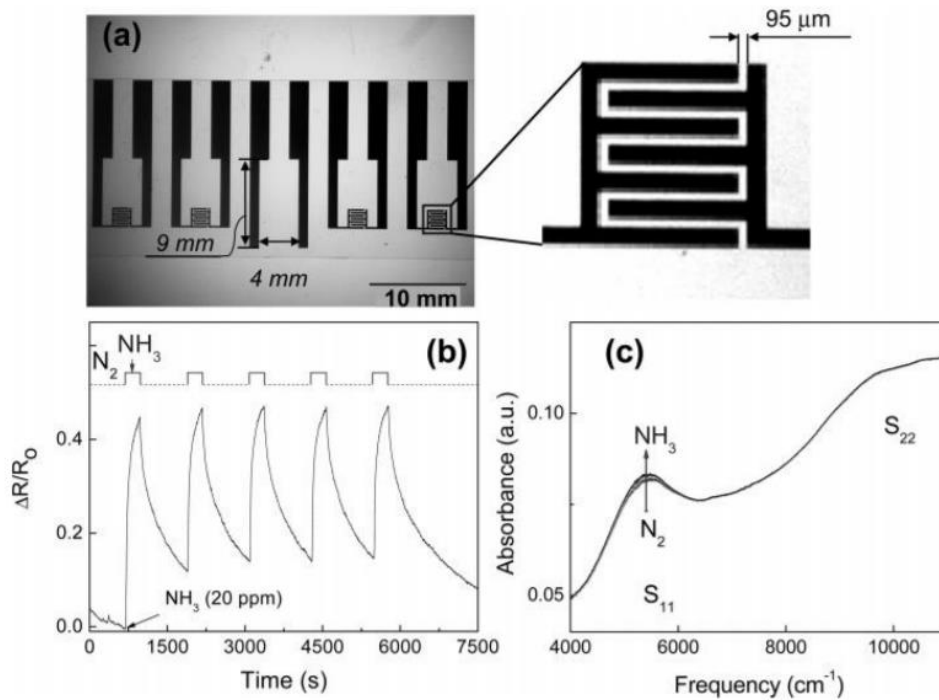 (a)
95 μm
9 mm
4 mm
10 mm
(b)
NH₃
N₂
ΔR/R₀
0.4
0.2
0.0
NH₃ (20 ppm)
0 1500 3000 4500 6000 7500
Time (s)
(c)
Absorbance (a.u.)
0.10
0.05
NH₃
N₂
S₁₁
S₂₂
4000 6000 8000 10000
Frequency (cm⁻¹)